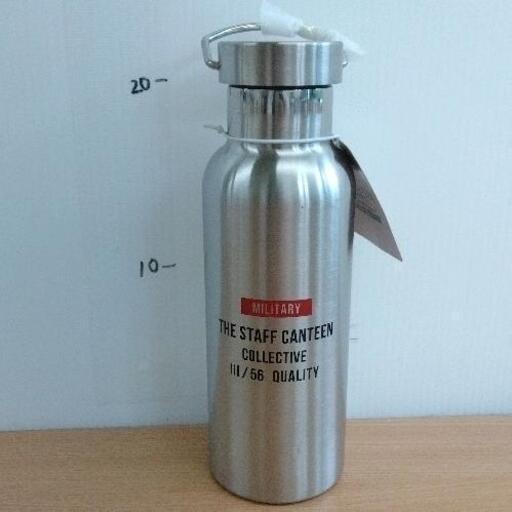 20-
10-
MILITARY
THE STAFF CANTEEN
COLLECTIVE
III/56 QUALITY